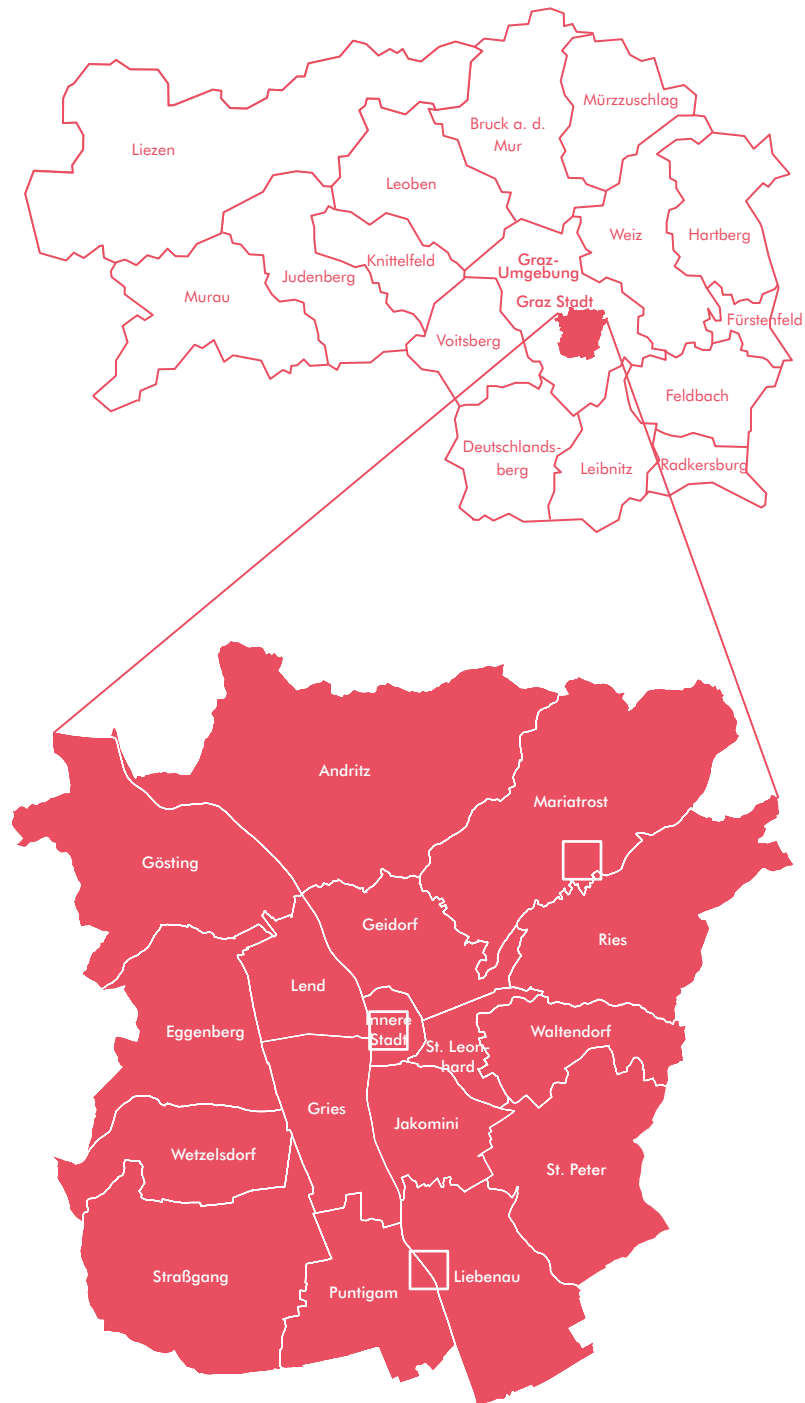 Mürzzuschlag
Bruck a. d.
Mur
Liezen
Leoben
Weiz
Hartberg
Knittelfeld
Graz-
Umgebung
Judenberg
Murau
Graz Stadt
Fürstenfeld
Voitsberg
Feldbach
Deutschlands-
berg
Leibnitz
Radkersburg
Andritz
Mariatrost
Gösting
Geidorf
Ries
Lend
Innere
Stadt
Eggenberg
Waltendorf
St. Leon-
hard
Gries
Jakomini
Wetzelsdorf
St. Peter
Straßgang
Liebenau
Puntigam